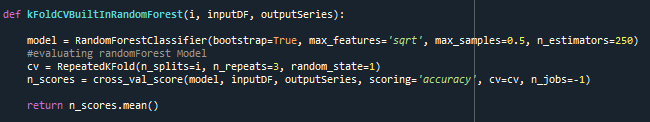 def kFoldCVBuiltInRandomForest(i, inputDF, outputSeries):
model = RandomForestClassifier(bootstrap=True, max_features='sqrt', max_samples=0.5, n_estimators=250)
#evaluating randomForest Model
cv = RepeatedKFold(n_splits=i, n_repeats=3, random_state=1)
n_scores = cross_val_score(model, inputDF, outputSeries, scoring='accuracy', cv=cv, n_jobs=-1)
return n_scores.mean()